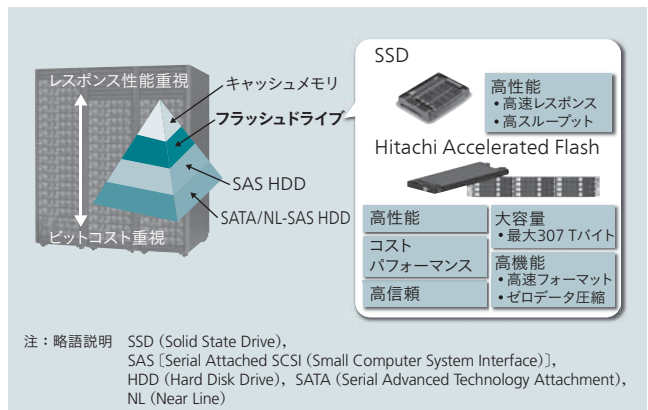 レスポンス性能重視
キャッシュメモリ
フラッシュドライブ
SAS HDD
SATA/NL-SAS HDD
ビットコスト重視
SSD
高性能
• 高速レスポンス
• 高スループット
Hitachi Accelerated Flash
高性能
コスト
パフォーマンス
高信頼
大容量
• 最大307 Tバイト
高機能
• 高速フォーマット
• ゼロデータ圧縮
注:略語説明 SSD(Solid State Drive),
SAS[Serial Attached SCSI(Small Computer System Interface)],
HDD(Hard Disk Drive),SATA(Serial Advanced Technology Attachment),
NL(Near Line)